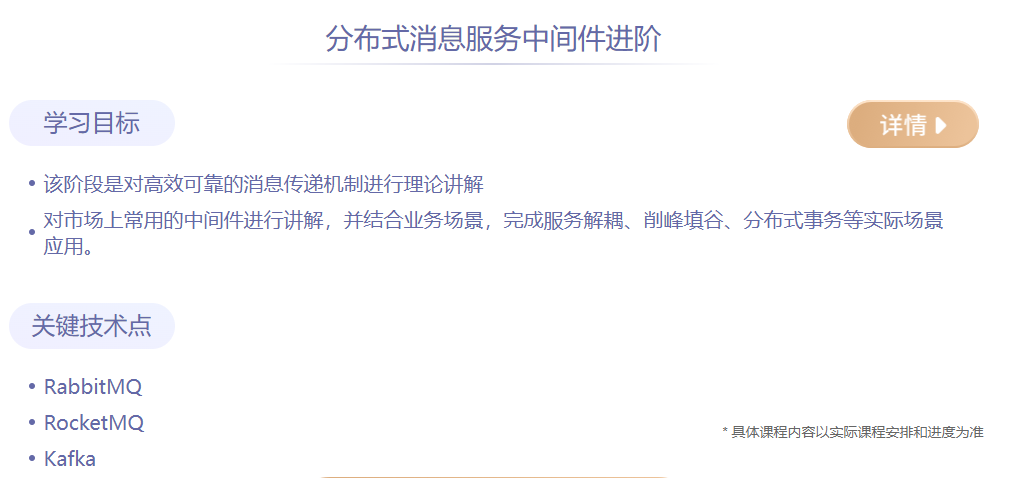 分布式消息服务中间件进阶
学习目标
详情
• 该阶段是对高效可靠的消息传递机制进行理论讲解
• 对市场上常用的中间件进行讲解，并结合业务场景，完成服务解耦、削峰填谷、分布式事务等实际场景
应用。
关键技术点
• RabbitMQ
• RocketMQ
• Kafka
* 具体课程内容以实际课程安排和进度为准